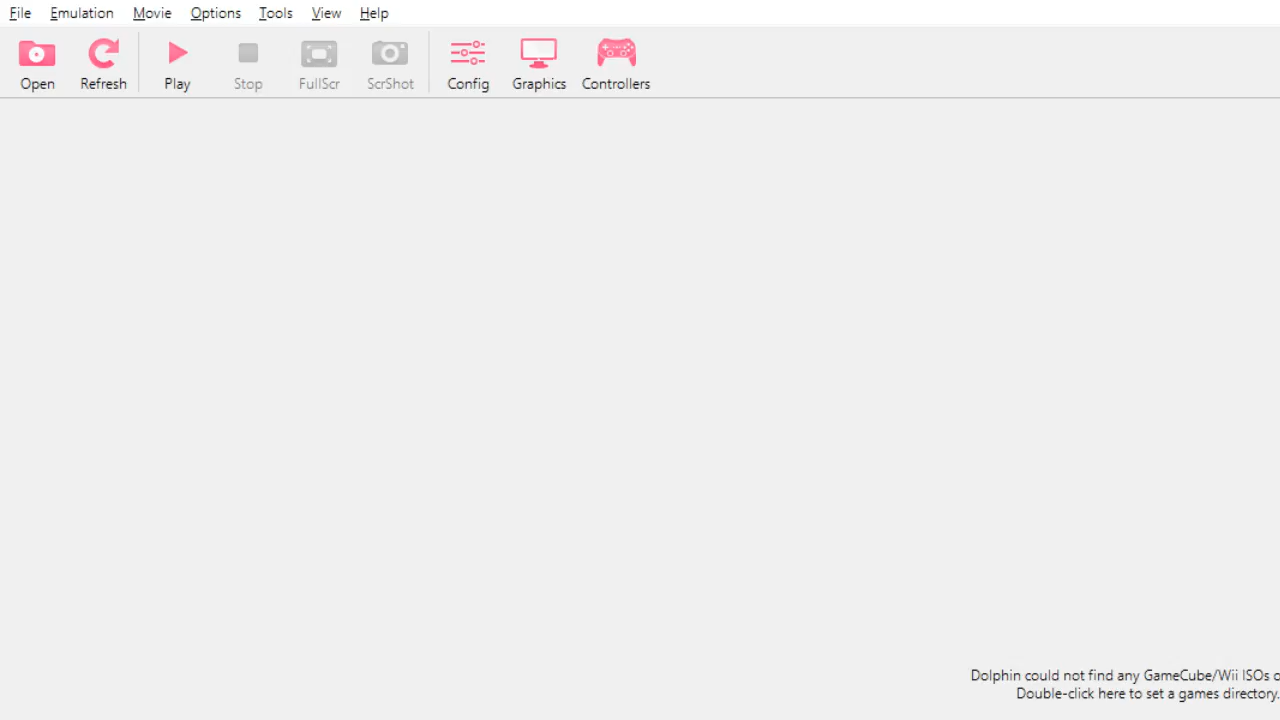 File Emulation Movie Options Tools View Help
Open Refresh Play Stop FullScr ScrShot Config Graphics Controllers
Dolphin could not find any GameCube/Wii ISOs
Double-click here to set a games directory.